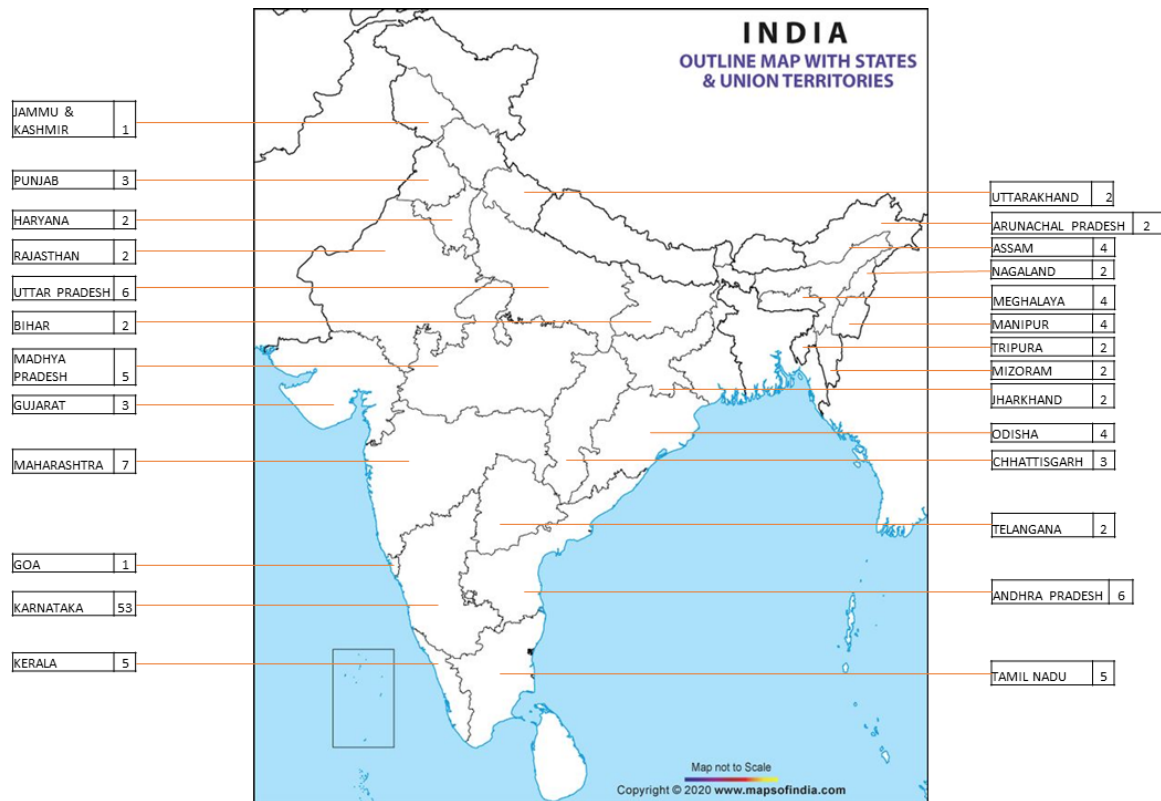 INDIA
OUTLINE MAP WITH STATES
& UNION TERRITORIES
JAMMU &
KASHMIR 1
PUNJAB 3
HARYANA 2
RAJASTHAN 2
UTTAR PRADESH 6
BIHAR 2
MADHYA
PRADESH 5
GUJARAT 3
MAHARASHTRA 7
GOA 1
KARNATAKA 53
KERALA 5
UTTARAKHAND 2
ARUNACHAL PRADESH 2
ASSAM 4
NAGALAND 2
MEGHALAYA 4
MANIPUR 4
TRIPURA 2
MIZORAM 2
JHARKHAND 2
ODISHA 4
CHHATTISGARH 3
TELANGANA 2
ANDHRA PRADESH 6
TAMIL NADU 5
Map not to Scale
Copyright © 2020 www.mapsofindia.com